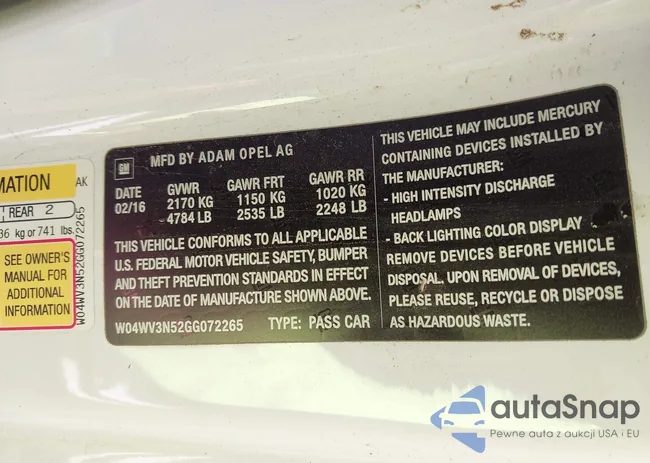 MATION
AK
REAR 2
36 kg or 741 lbs.
SEE OWNER'S
MANUAL FOR
ADDITIONAL
INFORMATION
W04WV3N52GG072265
GM
MFD BY ADAM OPEL AG
DATE GVWR GAWR FRT GAWR RR
02/16 2170 KG 1150 KG 1020 KG
4784 LB 2535 LB 2248 LB
THIS VEHICLE CONFORMS TO ALL APPLICABLE
U.S. FEDERAL MOTOR VEHICLE SAFETY, BUMPER
AND THEFT PREVENTION STANDARDS IN EFFECT
ON THE DATE OF MANUFACTURE SHOWN ABOVE.
W04WV3N52GG072265 TYPE: PASS CAR
THIS VEHICLE MAY INCLUDE MERCURY
CONTAINING DEVICES INSTALLED BY
THE MANUFACTURER:
- HIGH INTENSITY DISCHARGE
HEADLAMPS
- BACK LIGHTING COLOR DISPLAY
REMOVE DEVICES BEFORE VEHICLE
DISPOSAL. UPON REMOVAL OF DEVICES,
PLEASE REUSE, RECYCLE OR DISPOSE
AS HAZARDOUS WASTE.
autaSnap
Pewne auta z aukcji USA i EU